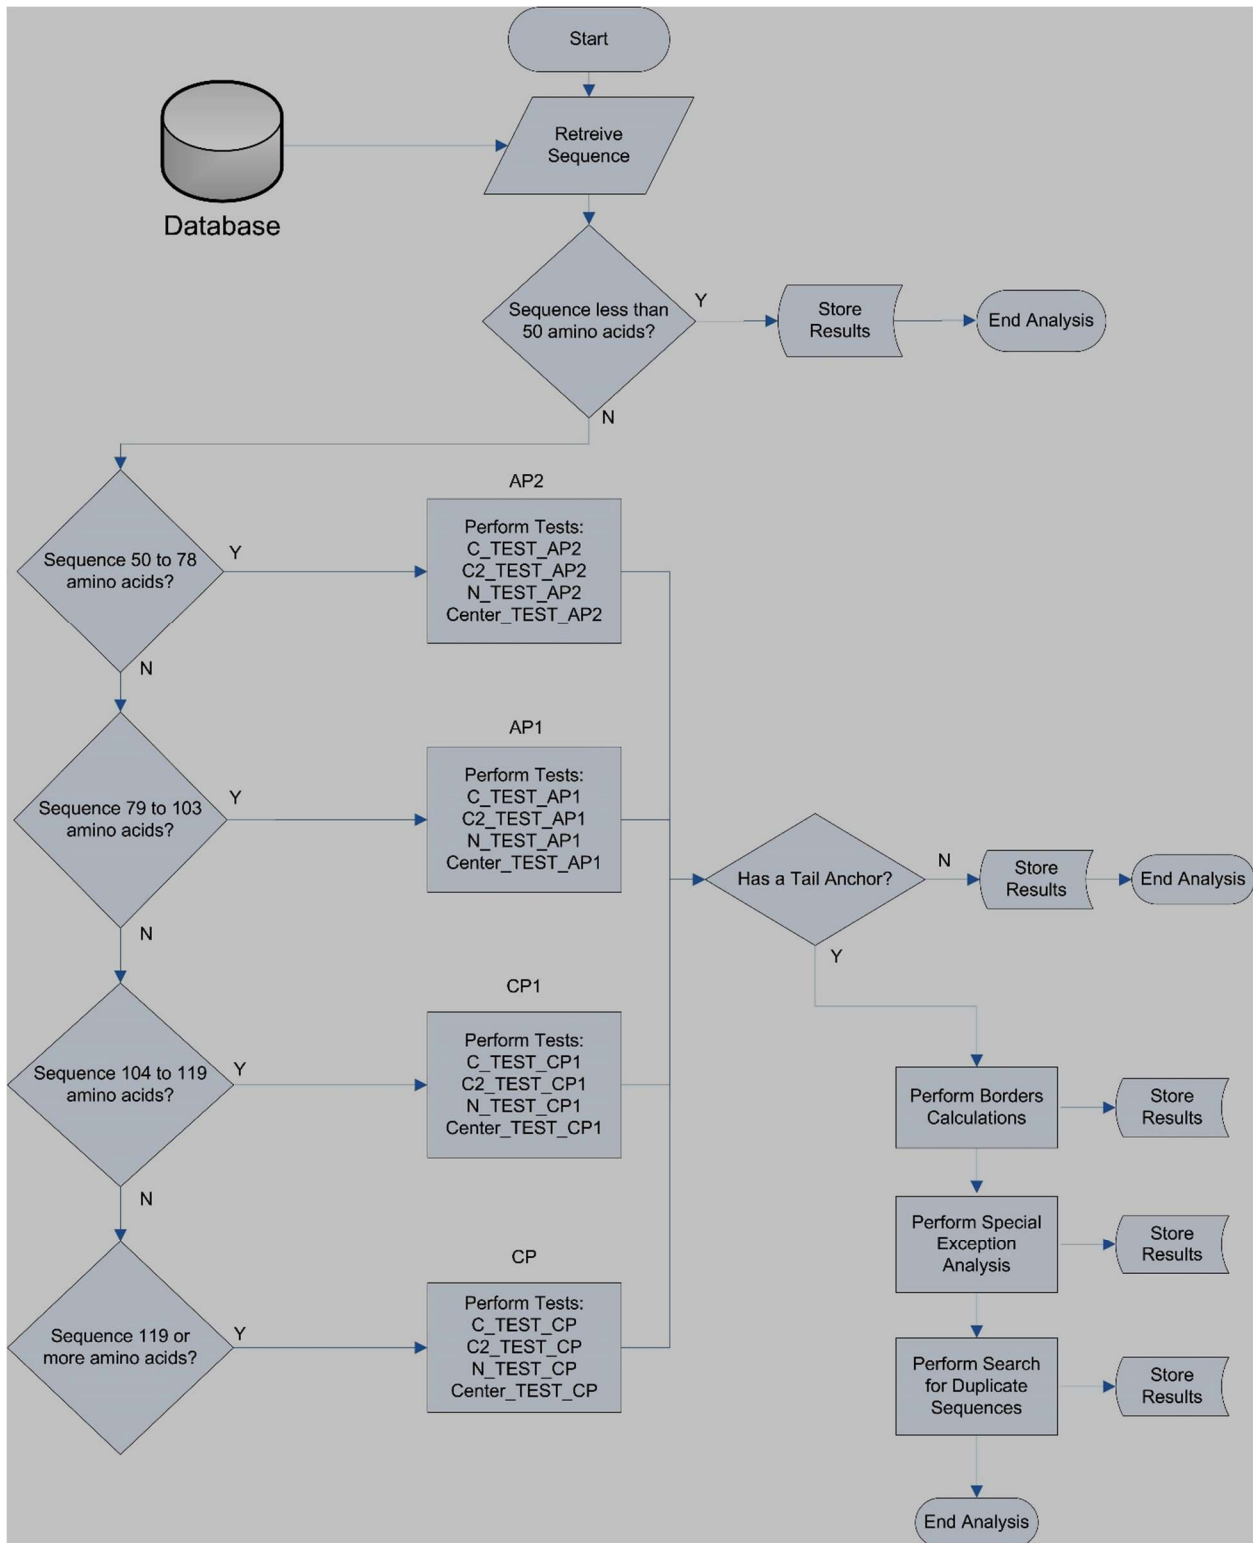 Start
Retreive
Sequence
Database
Sequence less than
50 amino acids?
Y
Store
Results
End Analysis
N
AP2
Sequence 50 to 78
amino acids?
Y
Perform Tests:
C_TEST_AP2
C2_TEST_AP2
N_TEST_AP2
Center_TEST_AP2
N
AP1
Sequence 79 to 103
amino acids?
Y
Perform Tests:
C_TEST_AP1
C2_TEST_AP1
N_TEST_AP1
Center_TEST_AP1
N
Has a Tail Anchor?
N
Store
Results
End Analysis
Y
CP1
Sequence 104 to 119
amino acids?
Y
Perform Tests:
C_TEST_CP1
C2_TEST_CP1
N_TEST_CP1
Center_TEST_CP1
N
Perform Borders
Calculations
Store
Results
Perform Special
Exception
Analysis
Store
Results
CP
Sequence 119 or
more amino acids?
Y
Perform Tests:
C_TEST_CP
C2_TEST_CP
N_TEST_CP
Center_TEST_CP
Perform Search
for Duplicate
Sequences
Store
Results
End Analysis